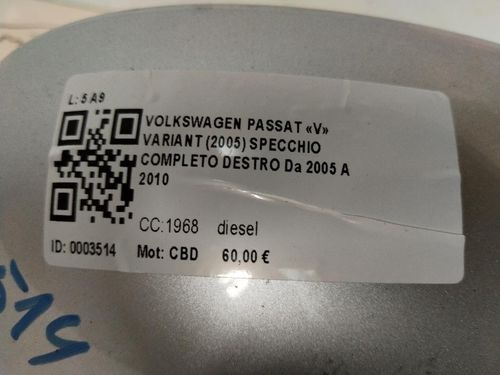 L: 5 A9
VOLKSWAGEN PASSAT «V»
VARIANT (2005) SPECCHIO
COMPLETO DESTRO Da 2005 A
2010
CC:1968 diesel
ID: 0003514 Mot: CBD 60,00 €